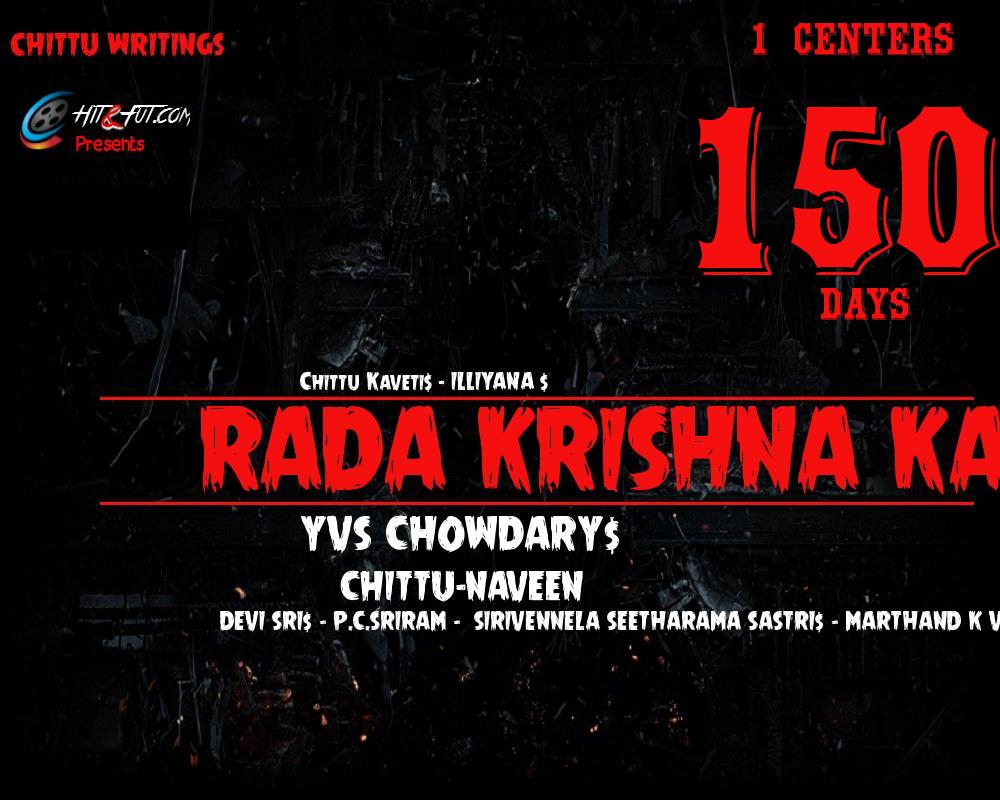 CHITTU WRITINGS
1 CENTERS
HIT&FUT.COM
Presents
150
DAYS
CHITTU KAVETI$ - ILLIYANA $
RADA KRISHNA KA
YVS CHOWDARY$
CHITTU-NAVEEN
DEVI SRI$ - P.C.SRIRAM - SIRIVENNELA SEETHARAMA SASTRI$ - MARTHAND K V